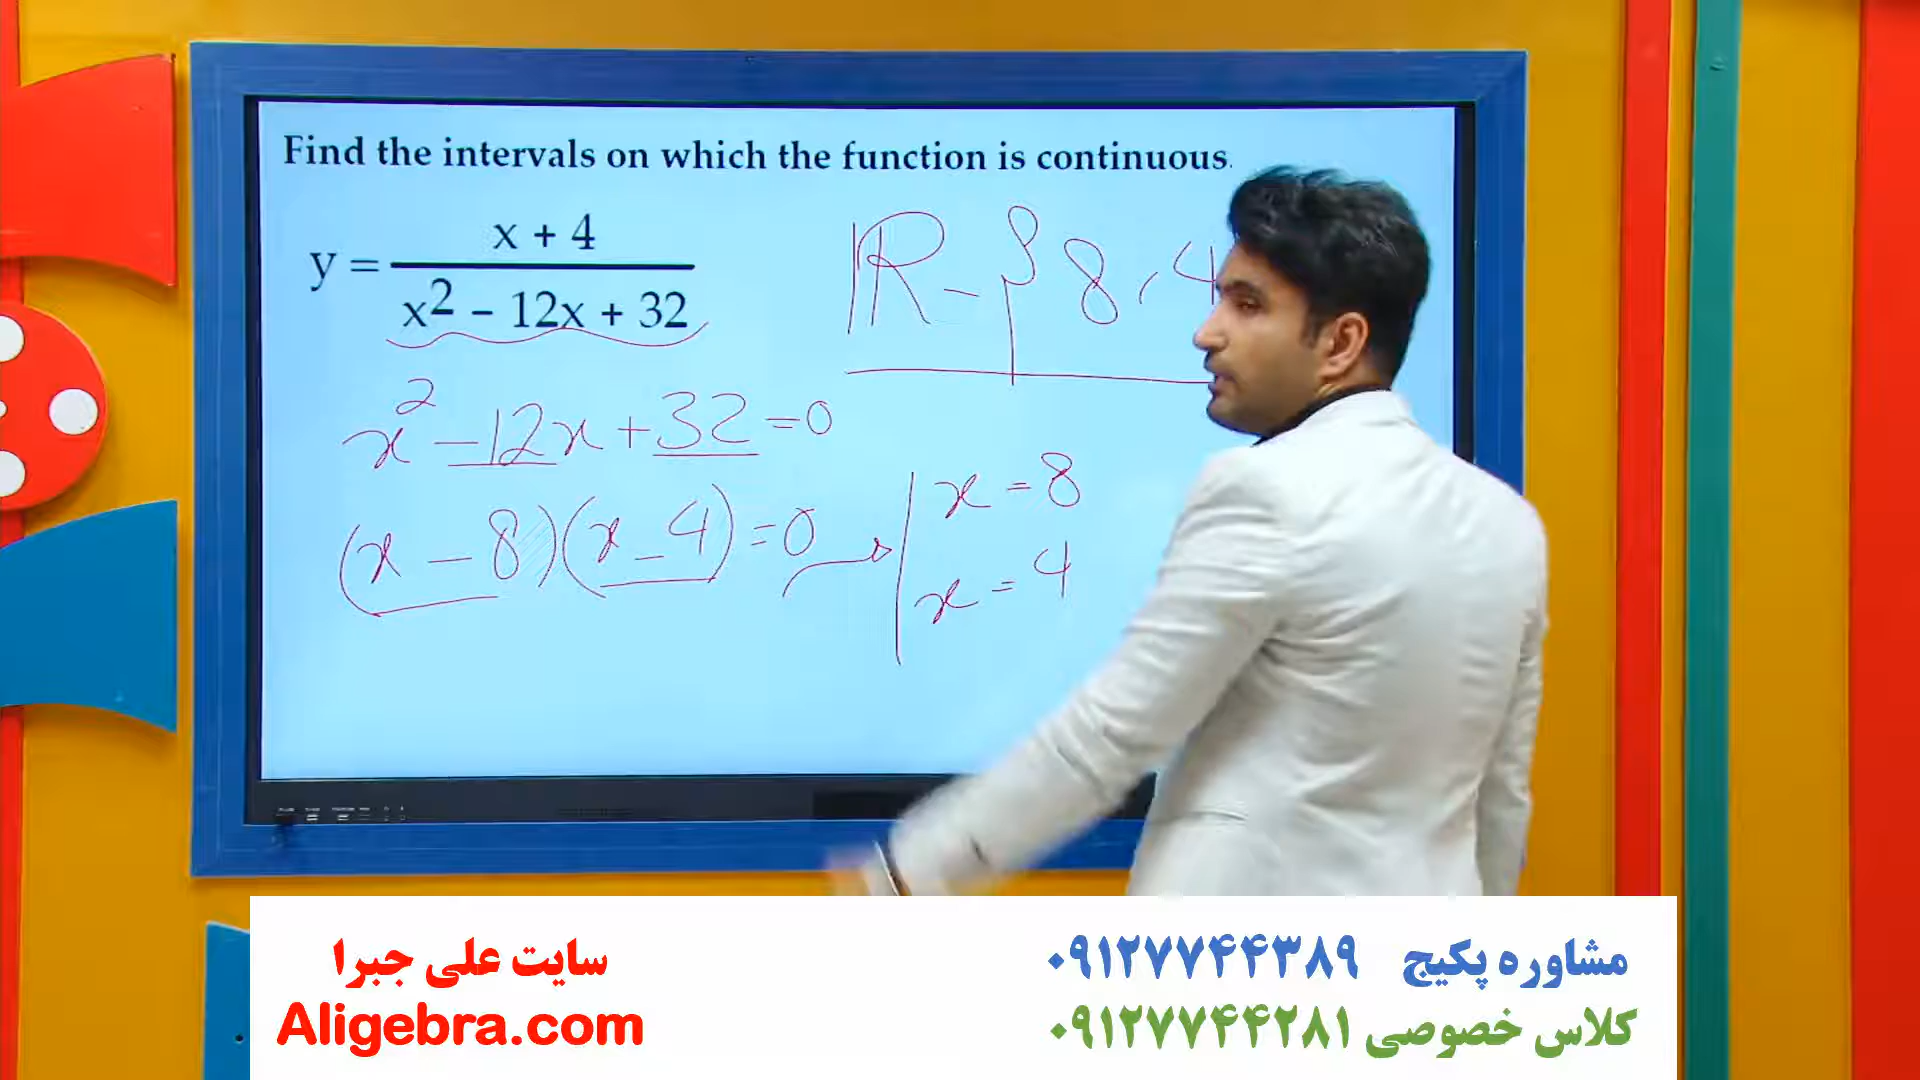 Find the intervals on which the function is continuous.
y = x + 4 / x² − 12x + 32
ℝ − { 8 , 4
x² − 12x + 32 = 0
(x − 8)(x − 4) = 0 → x = 8
x = 4
سایت علی جبرا
Aligebra.com
مشاوره پکیج ۰۹۱۲۷۷۴۴۳۸۹
کلاس خصوصی ۰۹۱۲۷۷۴۴۲۸۱